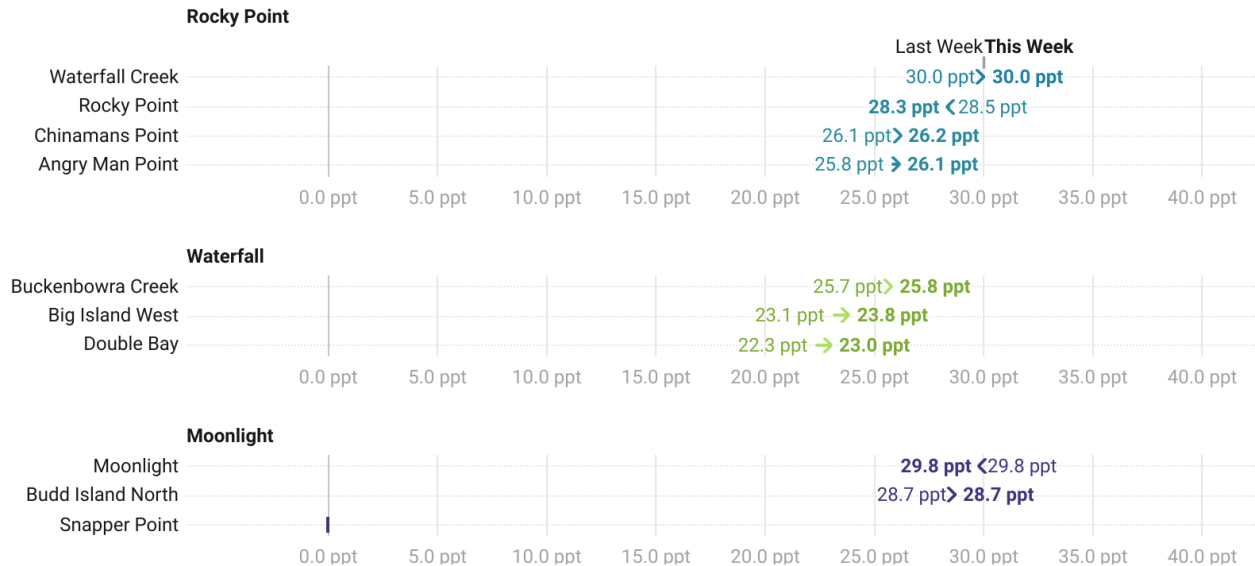 Rocky Point
Last Week This Week
Waterfall Creek 30.0 ppt 30.0 ppt
Rocky Point 28.3 ppt 28.5 ppt
Chinamans Point 26.1 ppt 26.2 ppt
Angry Man Point 25.8 ppt 26.1 ppt
0.0 ppt 5.0 ppt 10.0 ppt 15.0 ppt 20.0 ppt 25.0 ppt 30.0 ppt 35.0 ppt 40.0 ppt
Waterfall
Buckenbowra Creek 25.7 ppt 25.8 ppt
Big Island West 23.1 ppt 23.8 ppt
Double Bay 22.3 ppt 23.0 ppt
0.0 ppt 5.0 ppt 10.0 ppt 15.0 ppt 20.0 ppt 25.0 ppt 30.0 ppt 35.0 ppt 40.0 ppt
Moonlight
Moonlight 29.8 ppt 29.8 ppt
Budd Island North 28.7 ppt 28.7 ppt
Snapper Point
0.0 ppt 5.0 ppt 10.0 ppt 15.0 ppt 20.0 ppt 25.0 ppt 30.0 ppt 35.0 ppt 40.0 ppt